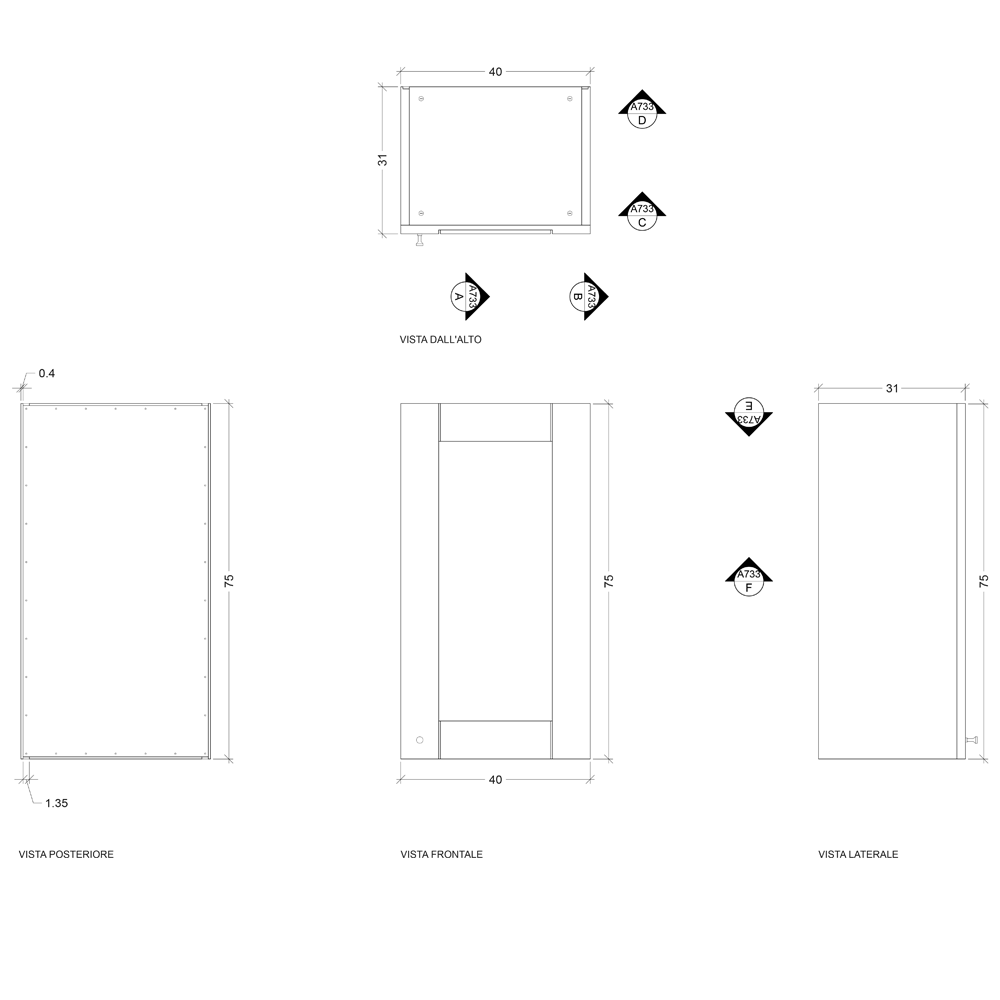 40
31
A733
D
A733
C
A
A733
B
A733
VISTA DALL'ALTO
0.4
31
E
A733
75
75
75
A733
F
40
1.35
VISTA POSTERIORE
VISTA FRONTALE
VISTA LATERALE